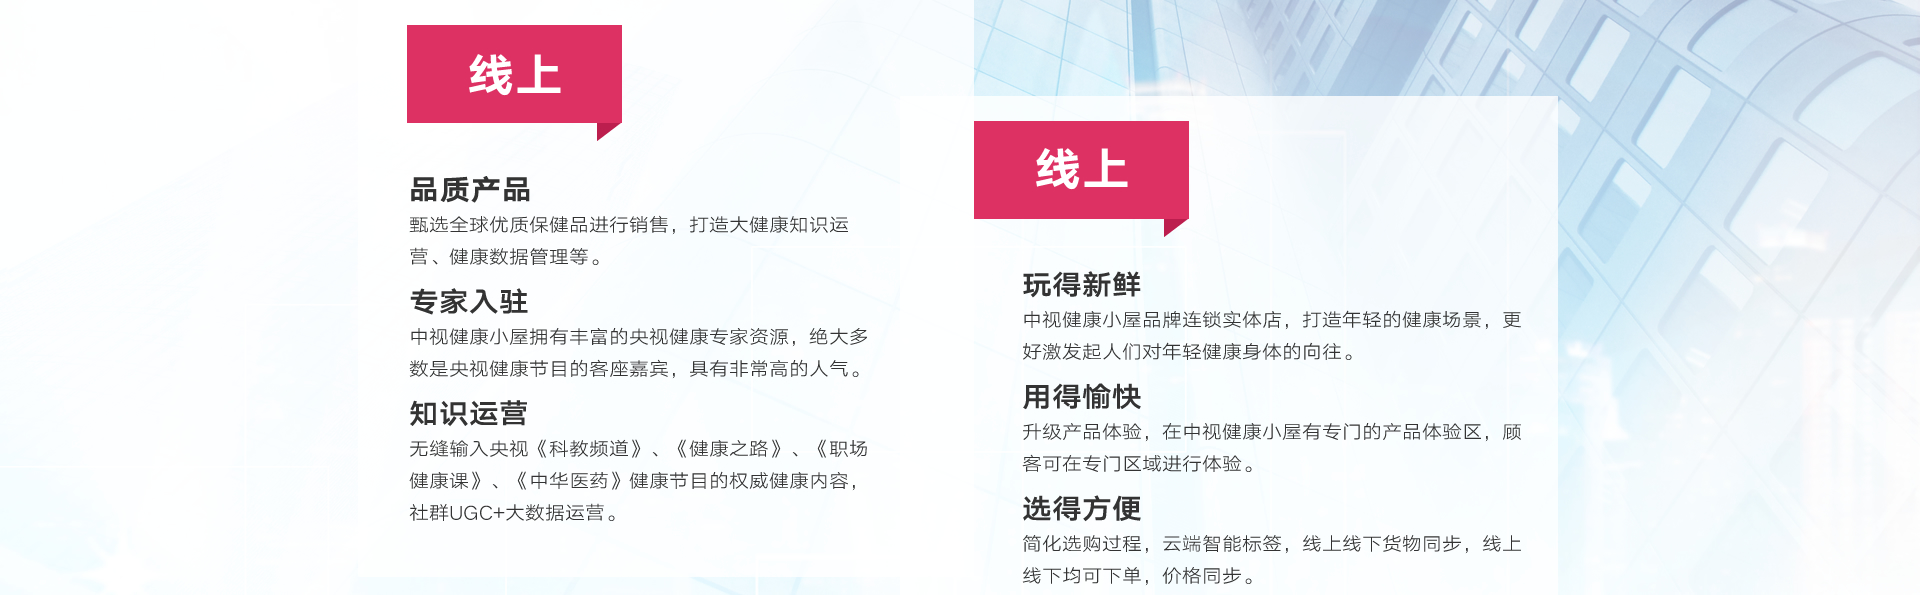 线上
品质产品
甄选全球优质保健品进行销售，打造大健康知识运
营、健康数据管理等。
专家入驻
中视健康小屋拥有丰富的央视健康专家资源，绝大多
数是央视健康节目的客座嘉宾，具有非常高的人气。
知识运营
无缝输入央视《科教频道》、《健康之路》、《职场
健康课》、《中华医药》健康节目的权威健康内容，
社群UGC+大数据运营。
线上
玩得新鲜
中视健康小屋品牌连锁实体店，打造年轻的健康场景，更
好激发起人们对年轻健康身体的向往。
用得愉快
升级产品体验，在中视健康小屋有专门的产品体验区，顾
客可在专门区域进行体验。
选得方便
简化选购过程，云端智能标签，线上线下货物同步，线上
线下均可下单，价格同步。